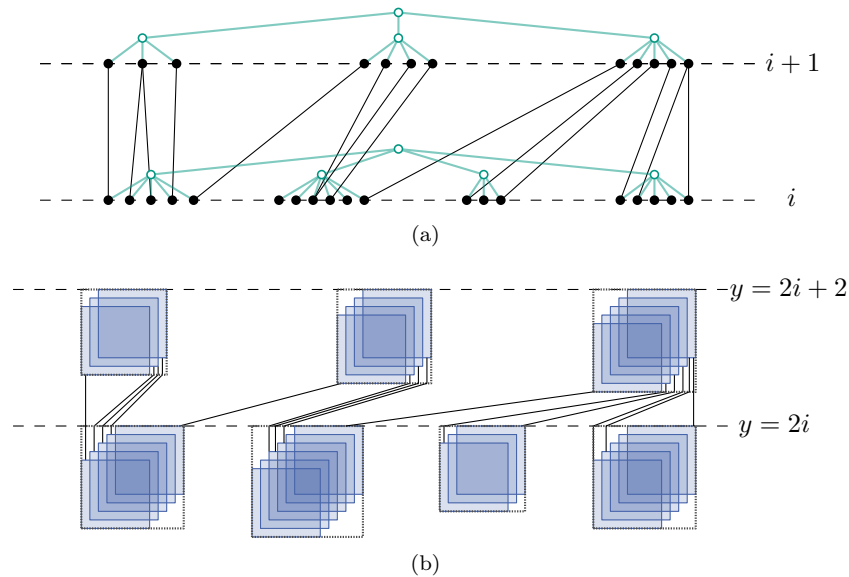 i + 1
i
(a)
y = 2i + 2
y = 2i
(b)